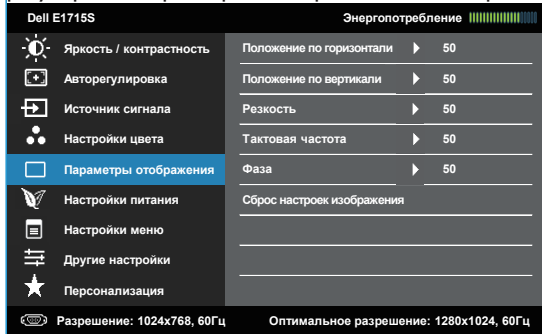 Dell E1715S Энергопотребление
Яркость / контрастность Положение по горизонтали 50
Авторегулировка Положение по вертикали 50
Источник сигнала Резкость 50
Настройки цвета Тактовая частота 50
Параметры отображения Фаза 50
Настройки питания Сброс настроек изображения
Настройки меню
Другие настройки
Персонализация
Разрешение: 1024x768, 60Гц Оптимальное разрешение: 1280x1024, 60Гц